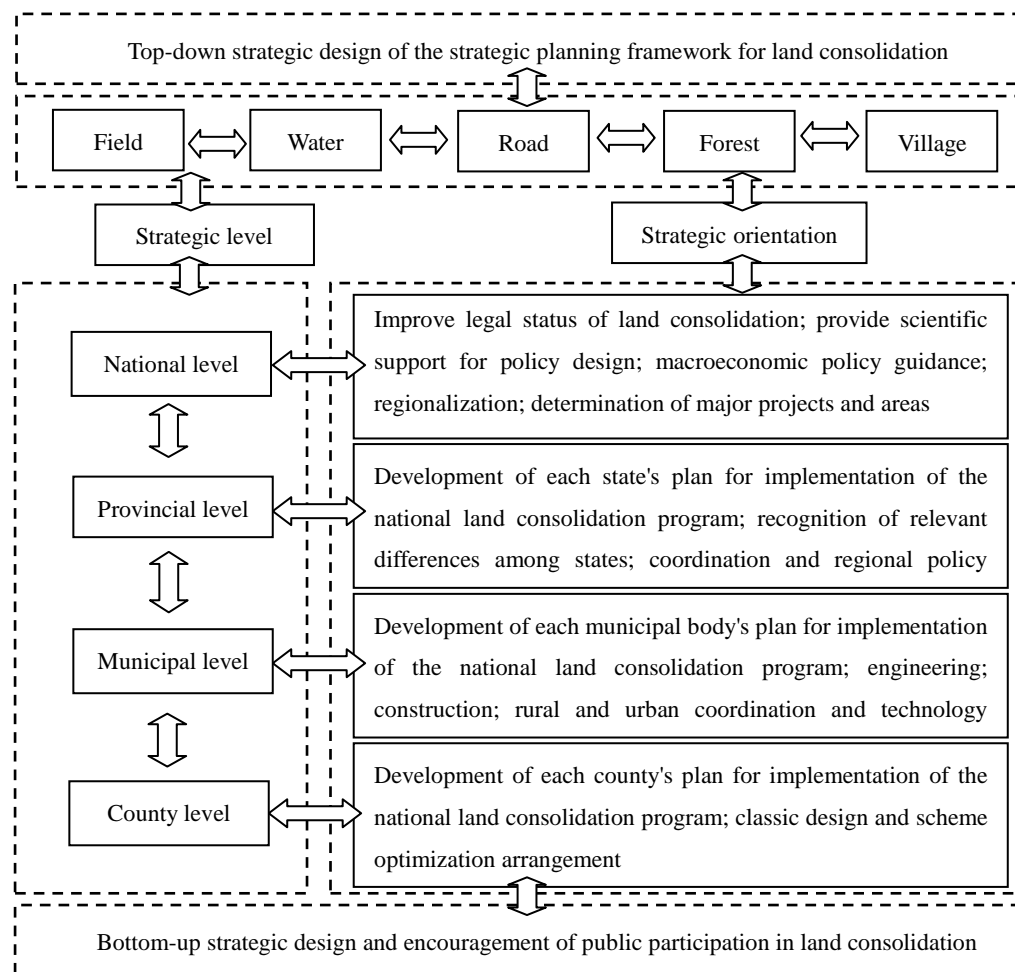 Top-down strategic design of the strategic planning framework for land consolidation
Field
Water
Road
Forest
Village
Strategic level
Strategic orientation
National level
Improve legal status of land consolidation; provide scientific
support for policy design; macroeconomic policy guidance;
regionalization; determination of major projects and areas
Provincial level
Development of each state's plan for implementation of the
national land consolidation program; recognition of relevant
differences among states; coordination and regional policy
Municipal level
Development of each municipal body's plan for implementation
of the national land consolidation program; engineering;
construction; rural and urban coordination and technology
County level
Development of each county's plan for implementation of the
national land consolidation program; classic design and scheme
optimization arrangement
Bottom-up strategic design and encouragement of public participation in land consolidation